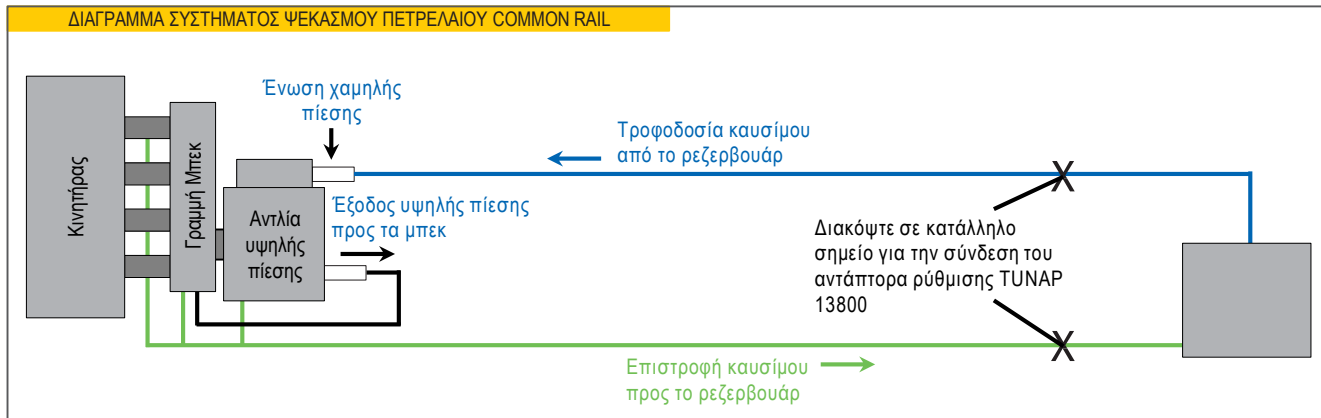 ΔΙΑΓΡΑΜΜΑ ΣΥΣΤΗΜΑΤΟΣ ΨΕΚΑΣΜΟΥ ΠΕΤΡΕΛΑΙΟΥ COMMON RAIL
Κινητήρας
Γραμμή Μπεκ
Ένωση χαμηλής
πίεσης
Αντλία
υψηλής
πίεσης
Έξοδος υψηλής πίεσης
προς τα μπεκ
Τροφοδοσία καυσίμου
από το ρεζερβουάρ
X
Διακόψτε σε κατάλληλο
σημείο για την σύνδεση του
αντάπτορα ρύθμισης TUNAP
13800
X
Επιστροφή καυσίμου
προς το ρεζερβουάρ